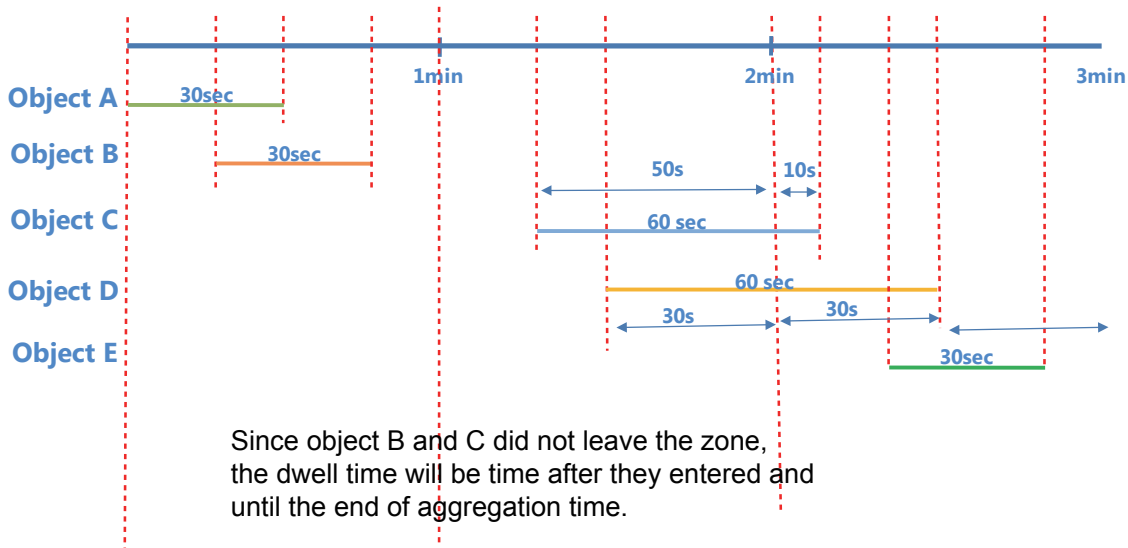 1min
2min
3min
Object A
30sec
Object B
30sec
50s
10s
Object C
60 sec
Object D
60 sec
30s
30s
Object E
30sec
Since object B and C did not leave the zone,
the dwell time will be time after they entered and
until the end of aggregation time.